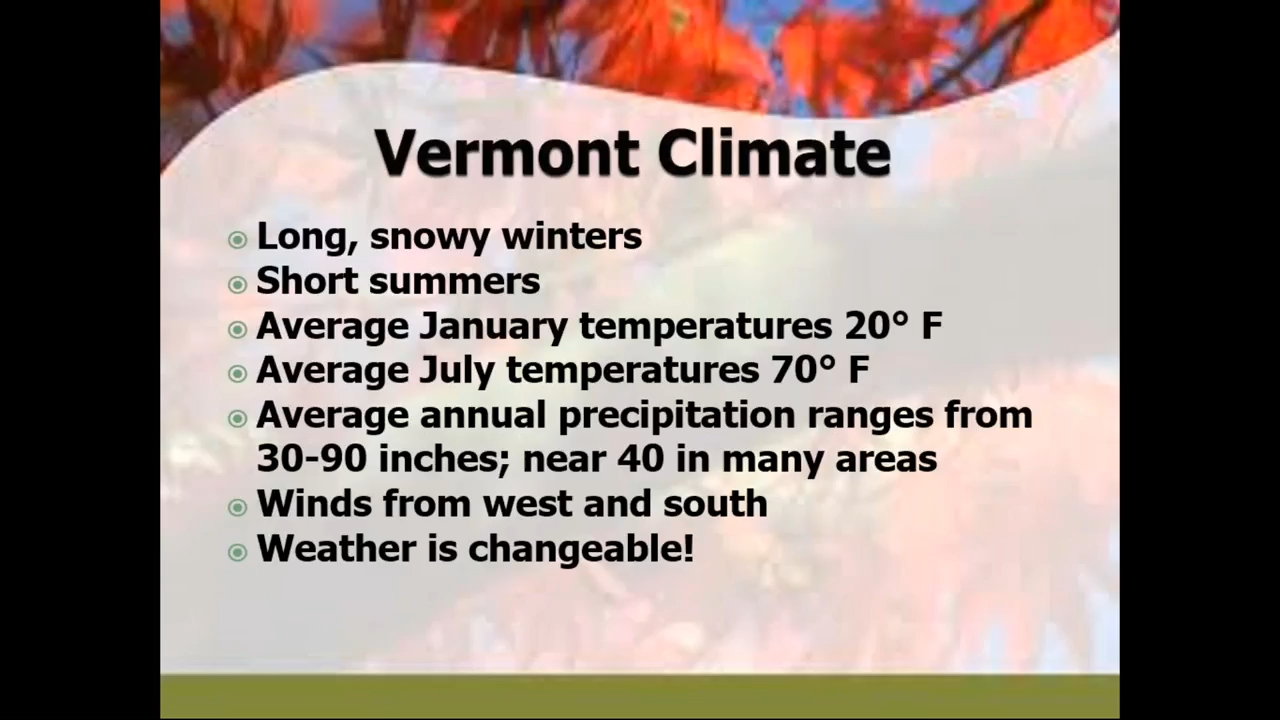 Vermont Climate
Long, snowy winters
Short summers
Average January temperatures 20° F
Average July temperatures 70° F
Average annual precipitation ranges from
30-90 inches; near 40 in many areas
Winds from west and south
Weather is changeable!